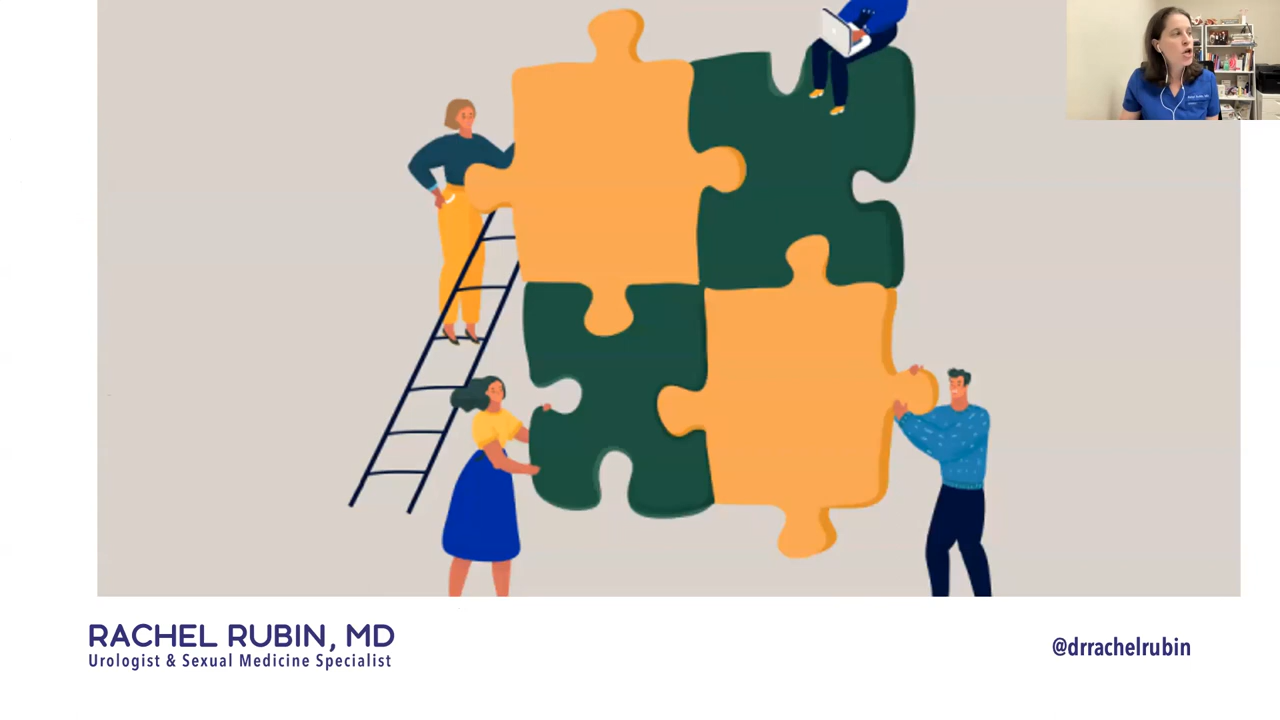 RACHEL RUBIN, MD
Urologist & Sexual Medicine Specialist
@drrachelrubin